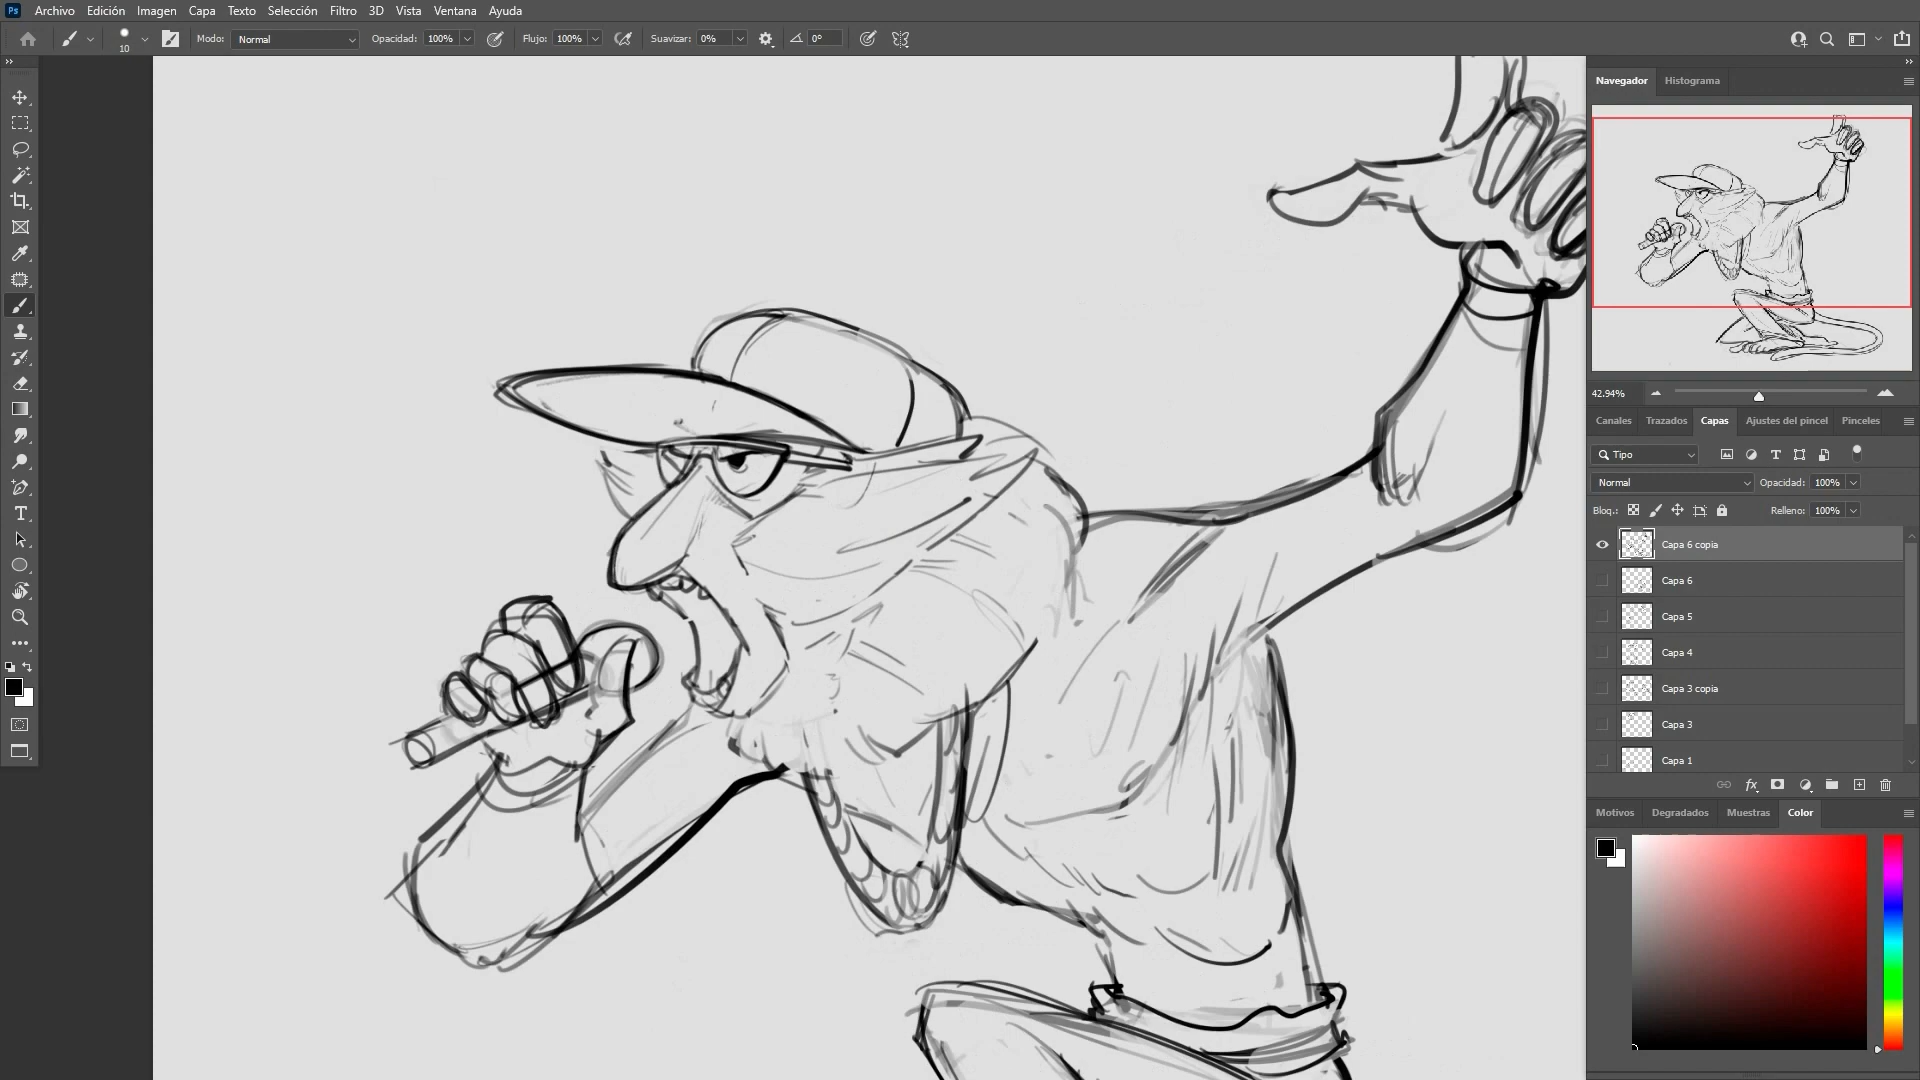 Ps Archivo Edición Imagen Capa Texto Selección Filtro 3D Vista Ventana Ayuda
10 Modo: Normal Opacidad: 100% Flujo: 100% Suavizar: 0% 0°
Navegador Histograma
42.94%
Canales Trazados Capas Ajustes del pincel Pinceles
Tipo
Normal Opacidad: 100%
Bloq.: Relleno: 100%
Capa 6 copia
Capa 6
Capa 5
Capa 4
Capa 3 copia
Capa 3
Capa 1
fx
Motivos Degradados Muestras Color